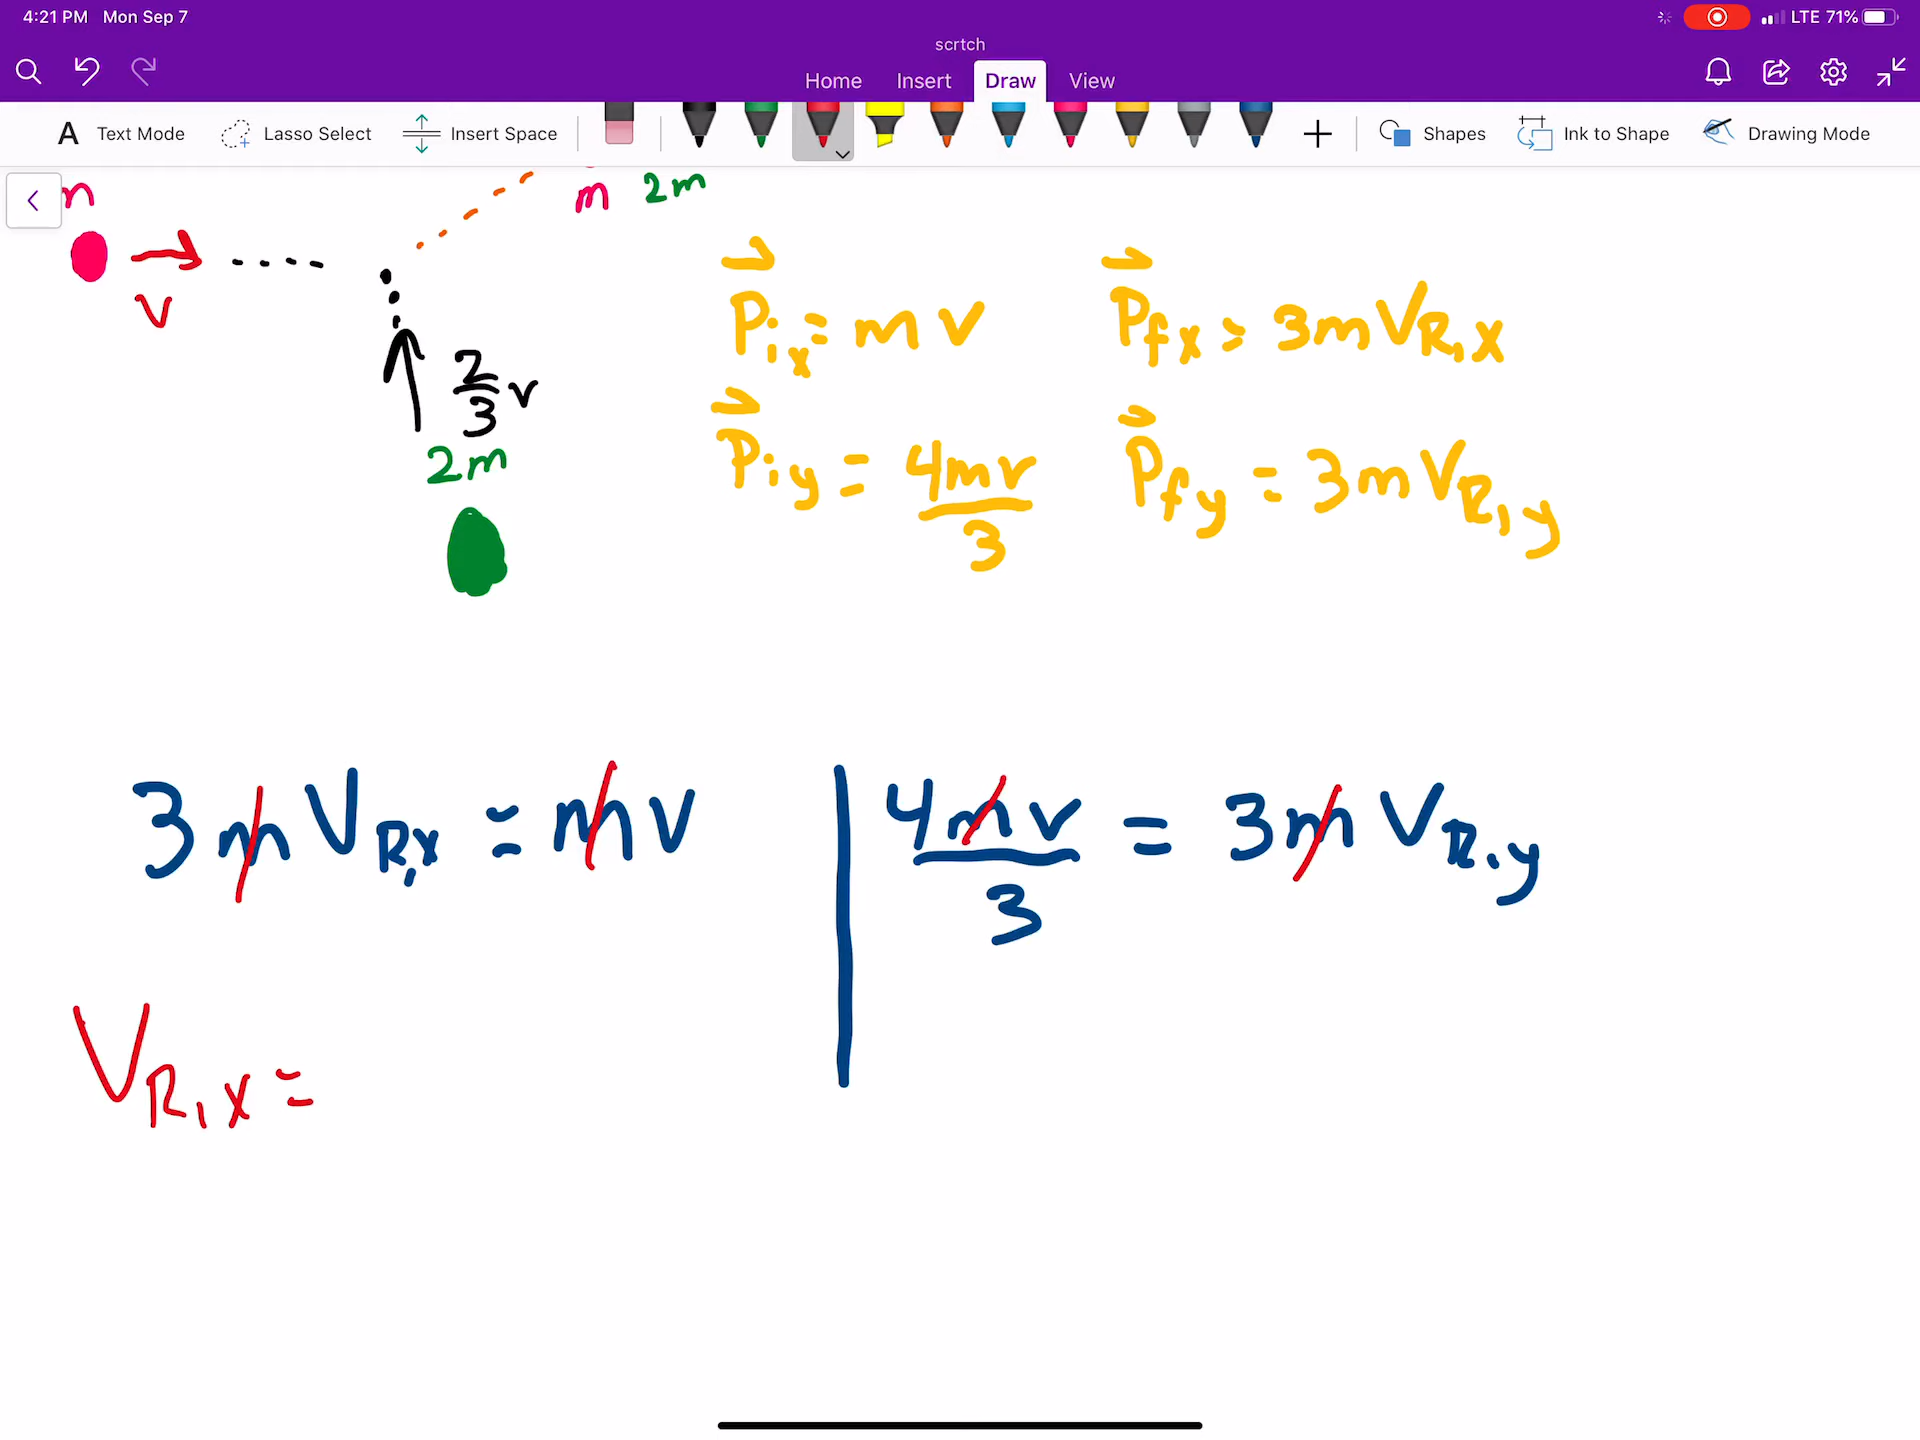 4:21 PM Mon Sep 7
LTE 71%
scrtch
Home Insert Draw View
A Text Mode Lasso Select Insert Space Shapes Ink to Shape Drawing Mode
m 2m
v
2/3 v
2m
P⃗ix = mv P⃗fx = 3mVR,x
P⃗iy = 4mv/3 P⃗fy = 3mVR,y
3mVR,x = mv
4mv/3 = 3mVR,y
VR,x =